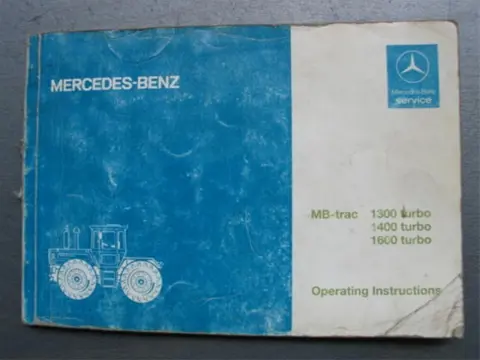 MERCEDES-BENZ
Mercedes-Benz
service
MB-trac 1300 turbo
1400 turbo
1600 turbo
Operating Instructions